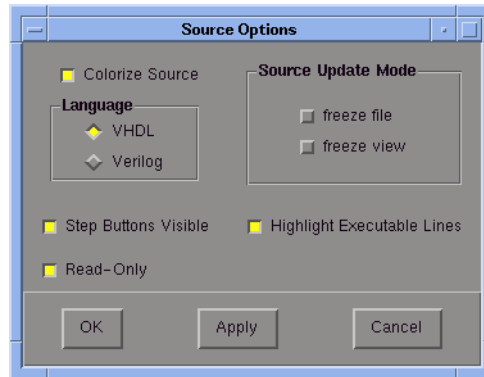 Source Options
Colorize Source
Source Update Mode
Language
VHDL
Verilog
freeze file
freeze view
Step Buttons Visible
Highlight Executable Lines
Read-Only
OK
Apply
Cancel